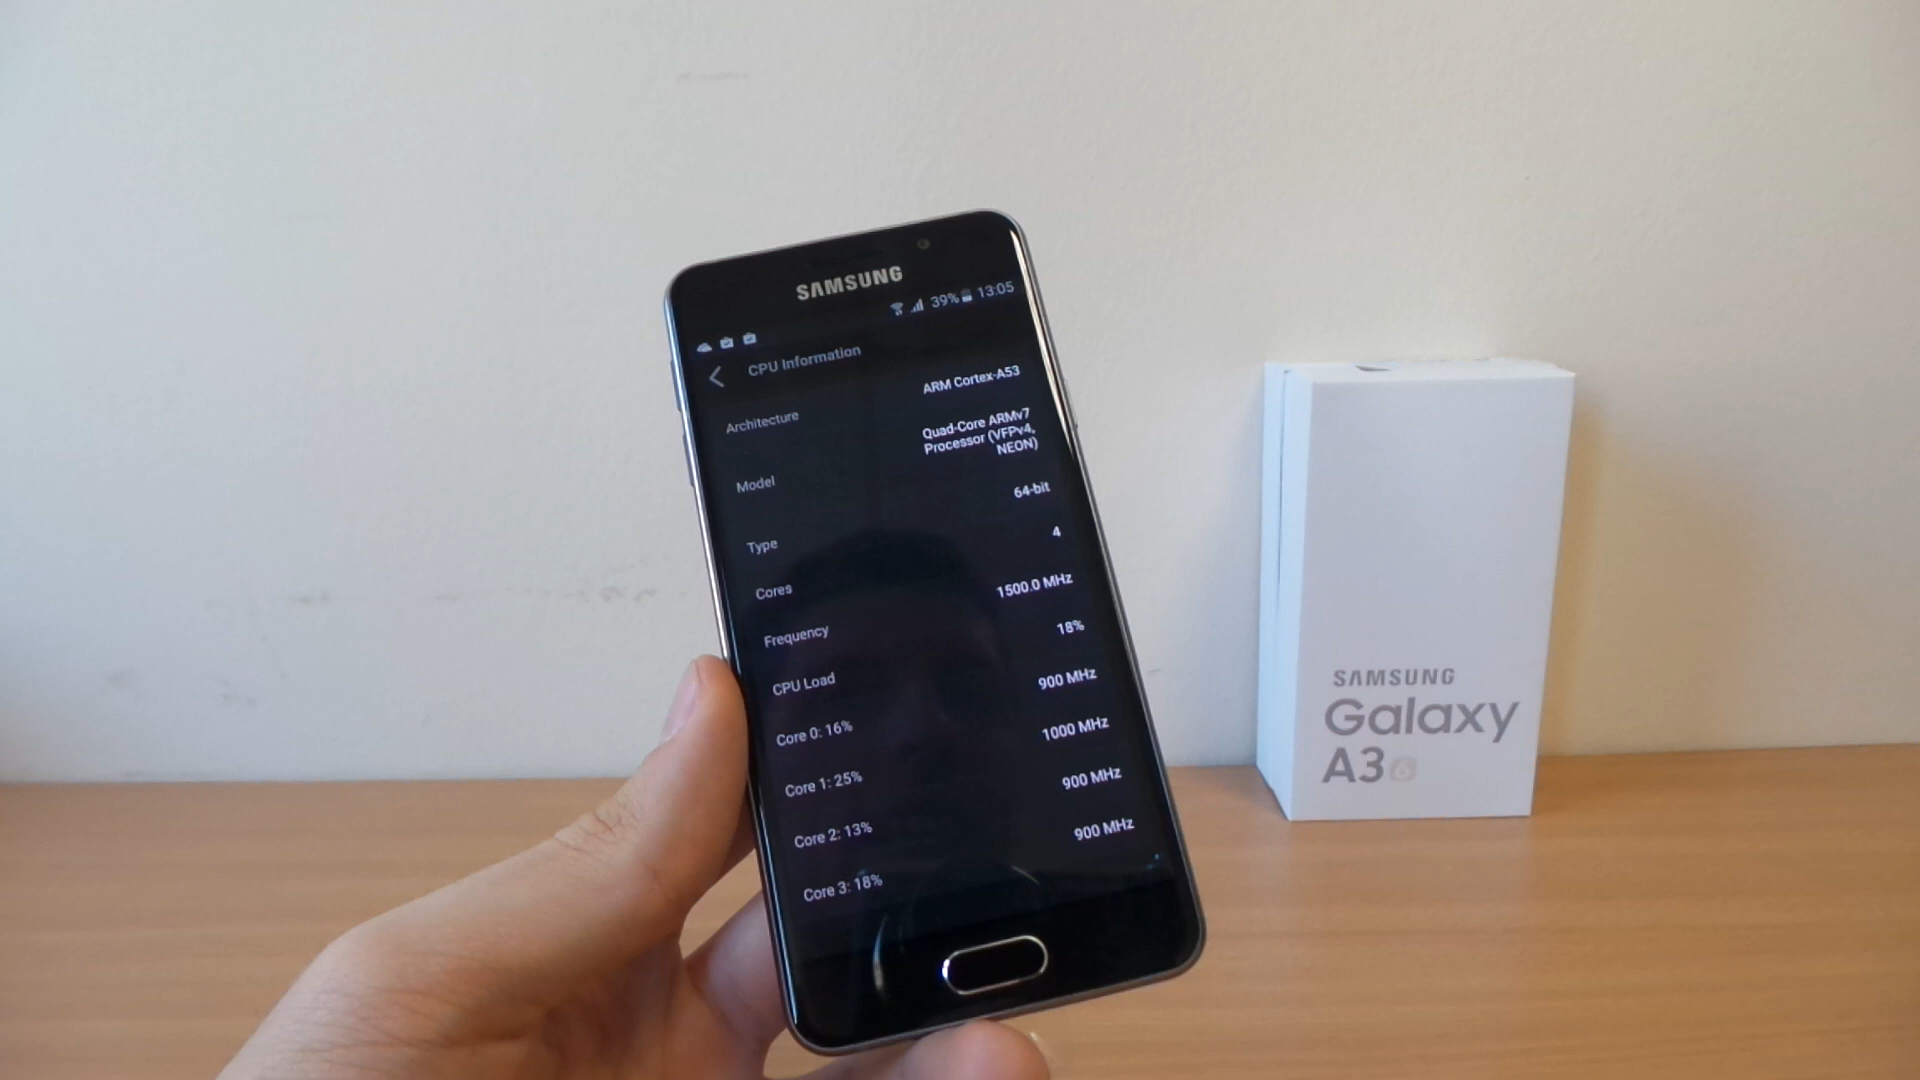 SAMSUNG
39% 13:05
CPU Information
Architecture ARM Cortex-A53
Model Quad-Core ARMv7
Processor (VFPv4,
NEON)
Type 64-bit
Cores 4
Frequency 1500.0 MHz
CPU Load 18%
Core 0: 16% 900 MHz
Core 1: 25% 1000 MHz
Core 2: 13% 900 MHz
Core 3: 18% 900 MHz
SAMSUNG
Galaxy
A3 6